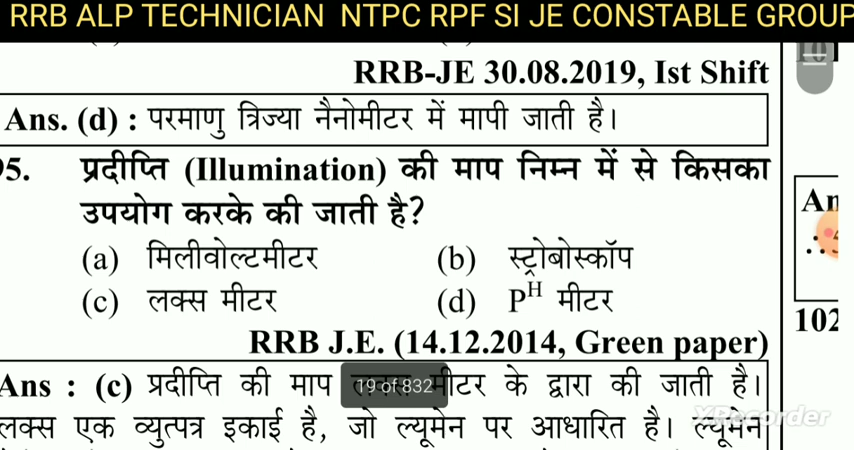 RRB ALP TECHNICIAN NTPC RPF SI JE CONSTABLE GROUP
RRB-JE 30.08.2019, Ist Shift
Ans. (d) : परमाणु त्रिज्या नैनोमीटर में मापी जाती है।
95. प्रदीप्ति (Illumination) की माप निम्न में से किसका
उपयोग करके की जाती है?
(a) मिलीवोल्टमीटर (b) स्ट्रोबोस्कॉप
(c) लक्स मीटर (d) P^H मीटर
RRB J.E. (14.12.2014, Green paper)
Ans : (c) प्रदीप्ति की माप मीटर के द्वारा की जाती है।
19 of 832
लक्स एक व्युत्पत्र इकाई है, जो ल्यूमेन पर आधारित है। ल्यूमेन
XRecorder
102